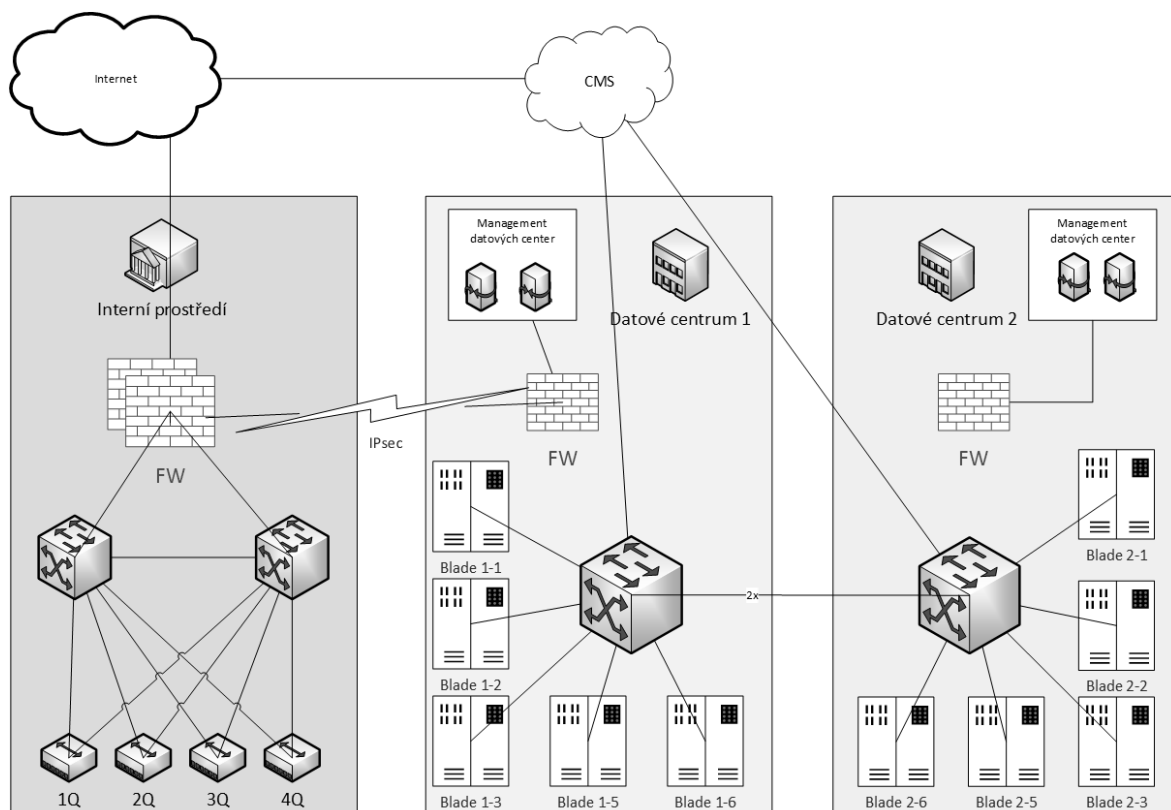 Internet
CMS
Interní prostředí
FW
1Q
2Q
3Q
4Q
IPsec
Management
datových center
Datové centrum 1
FW
Blade 1-1
Blade 1-2
Blade 1-3
Blade 1-5
Blade 1-6
2x
Datové centrum 2
Management
datových center
FW
Blade 2-1
Blade 2-2
Blade 2-6
Blade 2-5
Blade 2-3